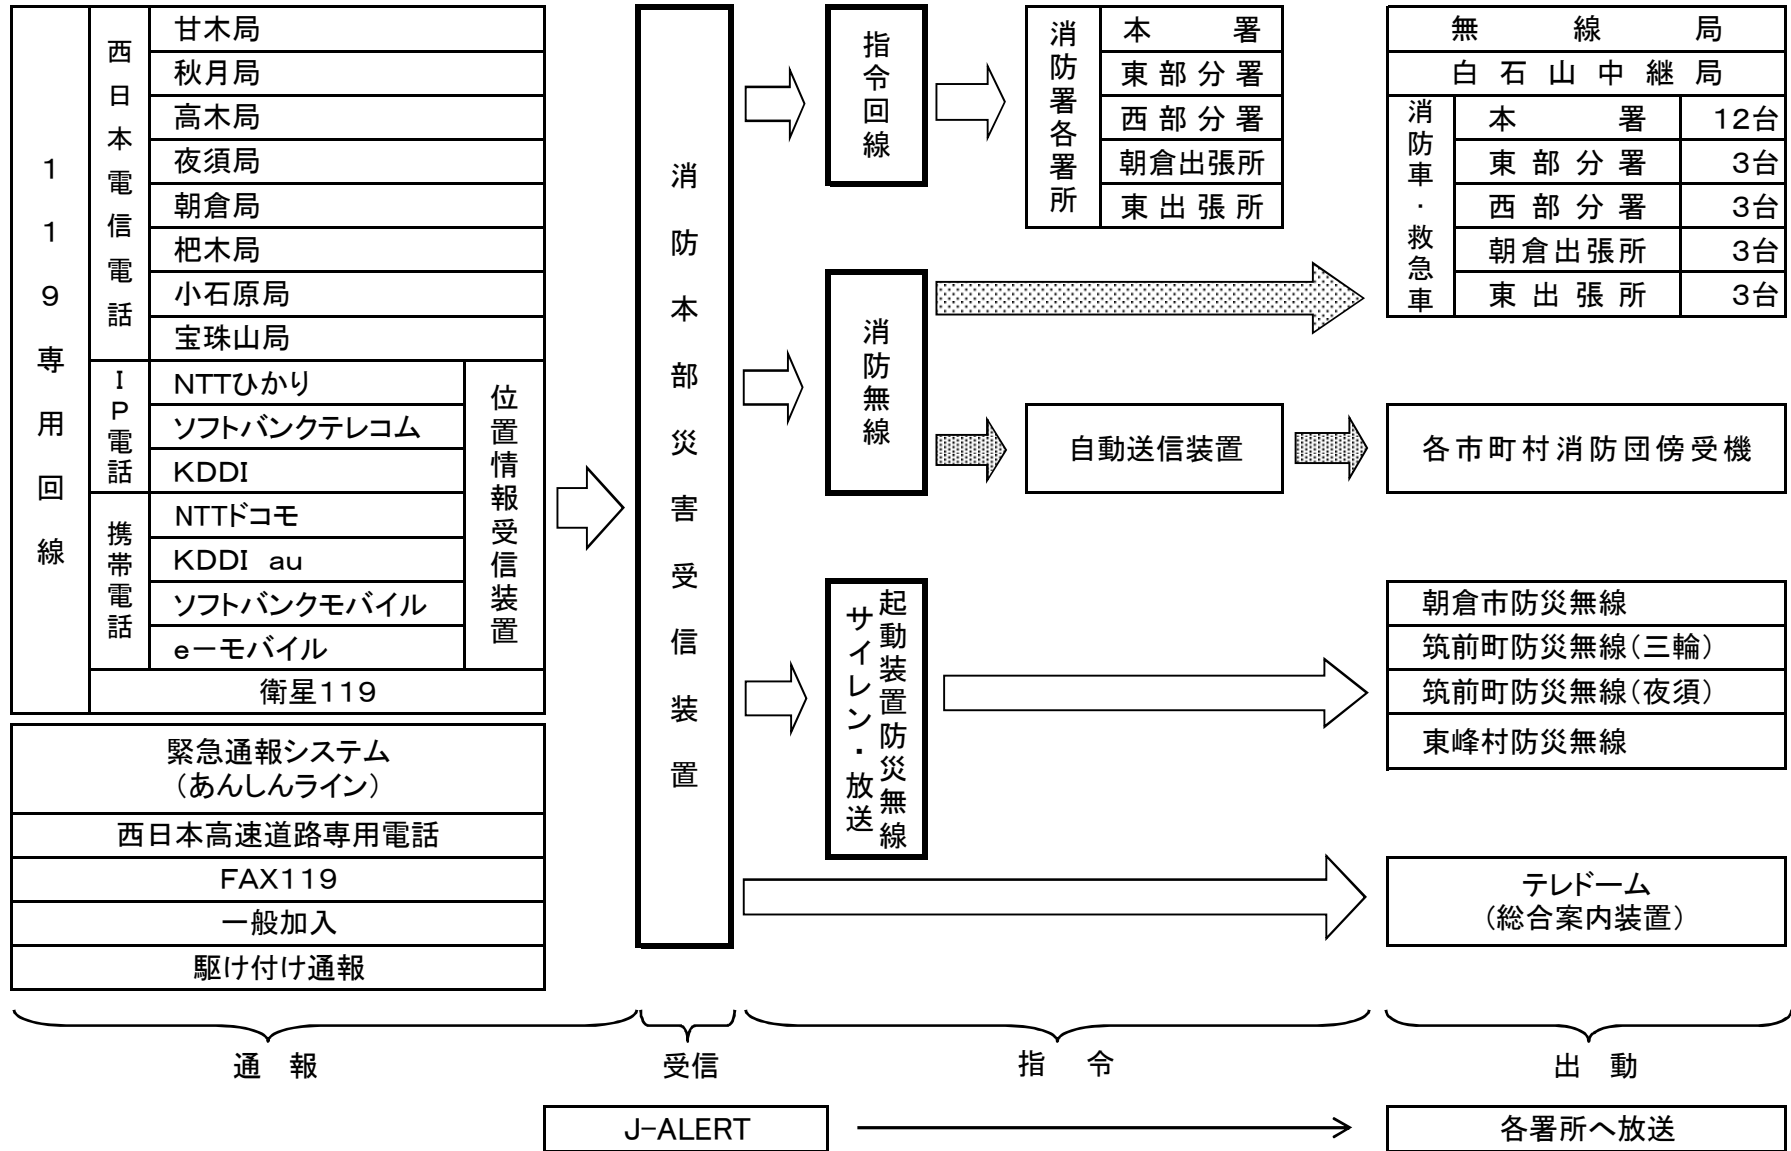 119専用回線
西日本電信電話
甘木局
秋月局
高木局
夜須局
朝倉局
杷木局
小石原局
宝珠山局
IP電話
NTTひかり
ソフトバンクテレコム
KDDI
携帯電話
NTTドコモ
KDDI au
ソフトバンクモバイル
e－モバイル
位置情報受信装置
衛星119
緊急通報システム
（あんしんライン）
西日本高速道路専用電話
FAX119
一般加入
駆け付け通報
消防本部災害受信装置
指令回線
消防署各署所
本署
東部分署
西部分署
朝倉出張所
東出張所
消防無線
自動送信装置
起動装置防災無線
サイレン・放送
無線局
白石山中継局
消防車・救急車
本署 12台
東部分署 3台
西部分署 3台
朝倉出張所 3台
東出張所 3台
各市町村消防団傍受機
朝倉市防災無線
筑前町防災無線（三輪）
筑前町防災無線（夜須）
東峰村防災無線
テレドーム
（総合案内装置）
通報
受信
指令
出動
J-ALERT
各署所へ放送